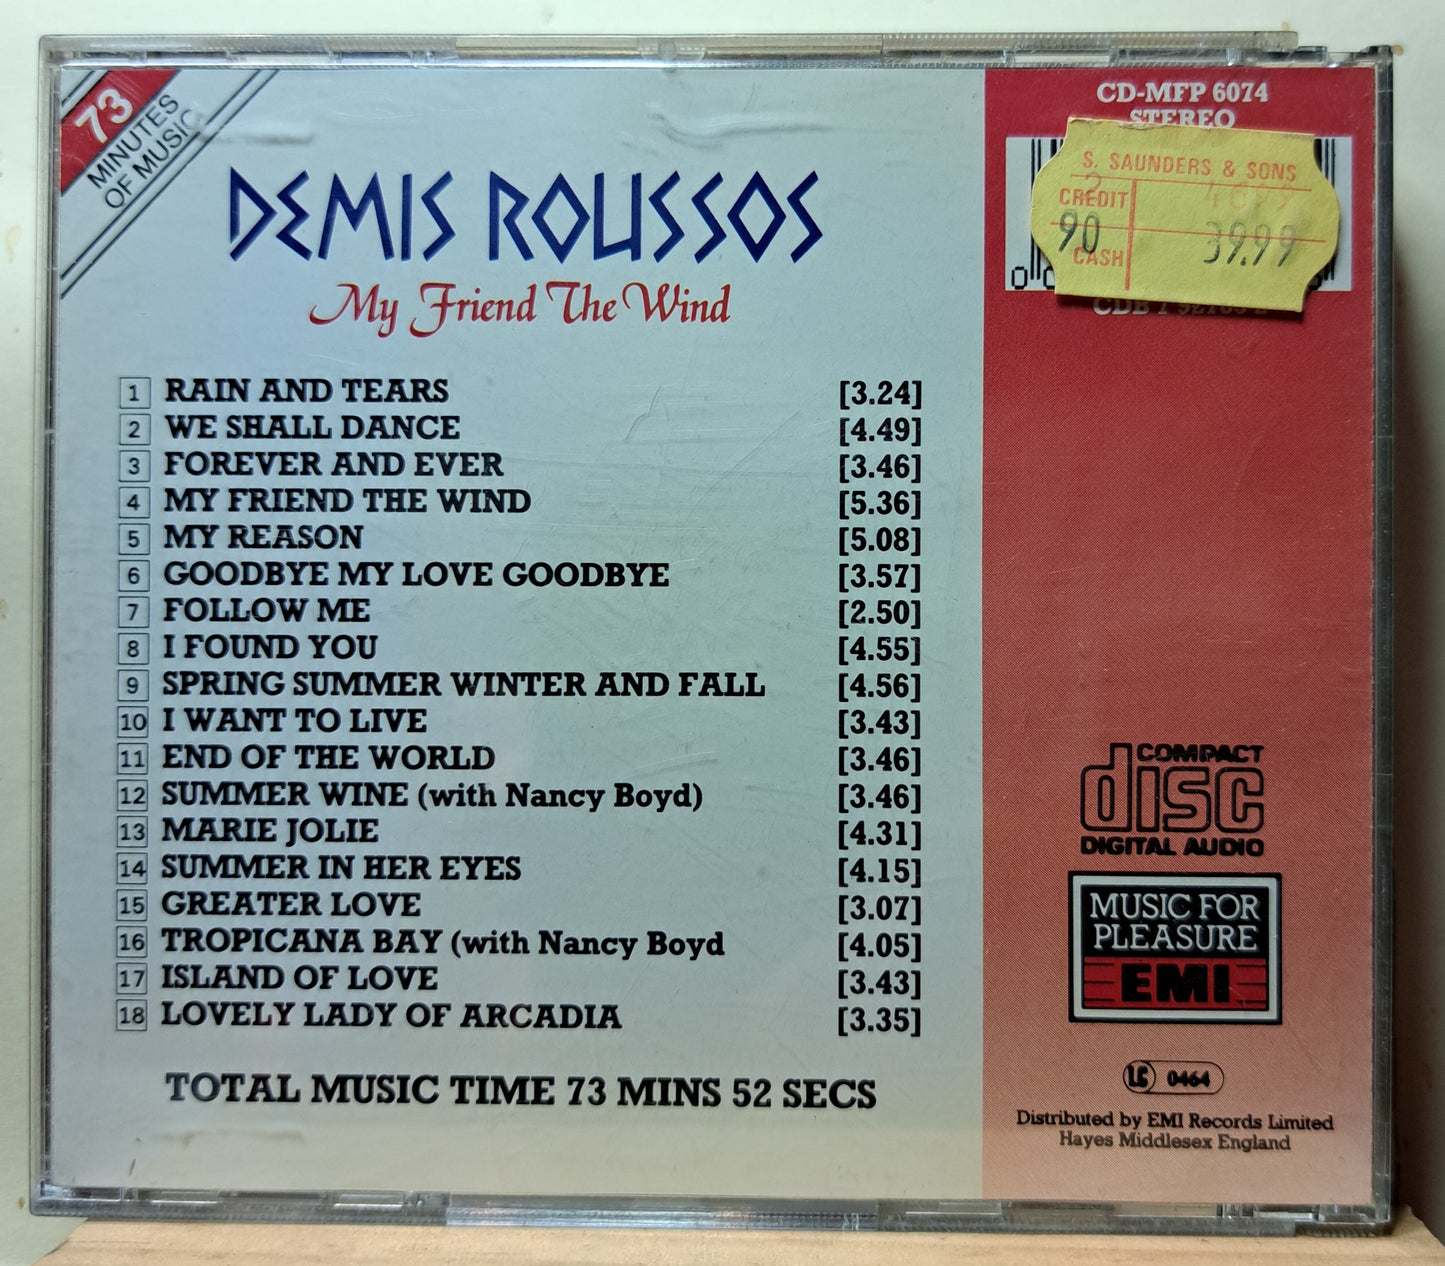 73
MINUTES
OF MUSIC
DEMIS ROUSSOS
My Friend The Wind
1 RAIN AND TEARS [3.24]
2 WE SHALL DANCE [4.49]
3 FOREVER AND EVER [3.46]
4 MY FRIEND THE WIND [5.36]
5 MY REASON [5.08]
6 GOODBYE MY LOVE GOODBYE [3.57]
7 FOLLOW ME [2.50]
8 I FOUND YOU [4.55]
9 SPRING SUMMER WINTER AND FALL [4.56]
10 I WANT TO LIVE [3.43]
11 END OF THE WORLD [3.46]
12 SUMMER WINE (with Nancy Boyd) [3.46]
13 MARIE JOLIE [4.31]
14 SUMMER IN HER EYES [4.15]
15 GREATER LOVE [3.07]
16 TROPICANA BAY (with Nancy Boyd [4.05]
17 ISLAND OF LOVE [3.43]
18 LOVELY LADY OF ARCADIA [3.35]
TOTAL MUSIC TIME 73 MINS 52 SECS
CD-MFP 6074
STEREO
S. SAUNDERS & SONS
CREDIT
90 39.99
CASH
COMPACT
disc
DIGITAL AUDIO
MUSIC FOR
PLEASURE
EMI
LC 0464
Distributed by EMI Records Limited
Hayes Middlesex England